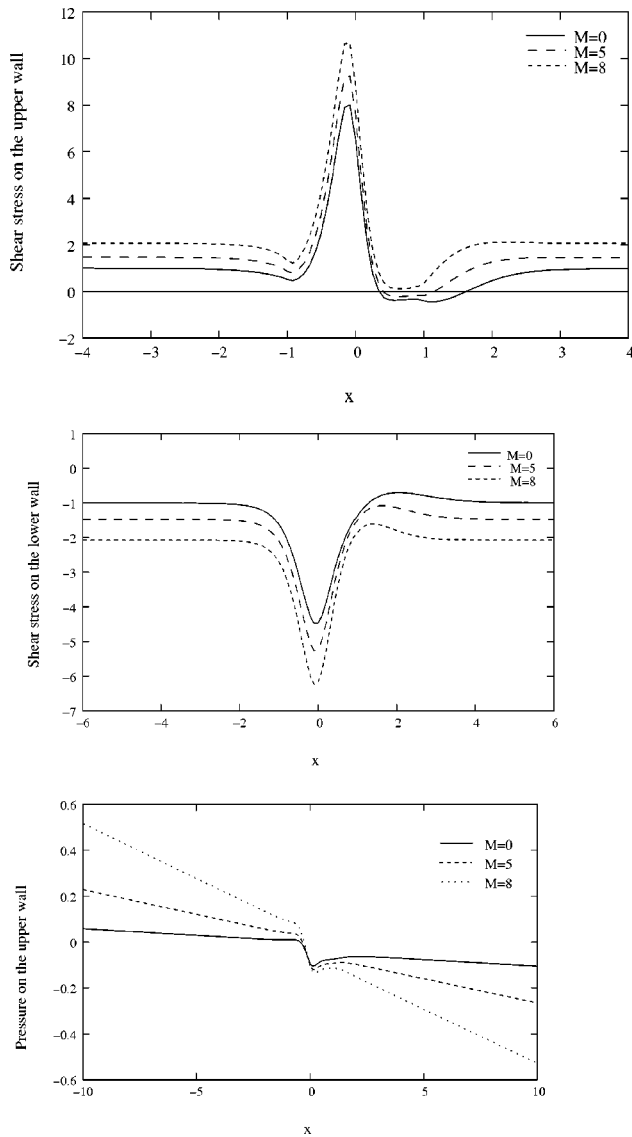 12
10
8
6
4
2
0
−2
Shear stress on the upper wall
M=0
M=5
M=8
−4 −3 −2 −1 0 1 2 3 4
x
1
0
−1
−2
−3
−4
−5
−6
−7
Shear stress on the lower wall
M=0
M=5
M=8
−6 −4 −2 0 2 4 6
x
0.6
0.4
0.2
0
−0.2
−0.4
−0.6
Pressure on the upper wall
M=0
M=5
M=8
−10 −5 0 5 10
x